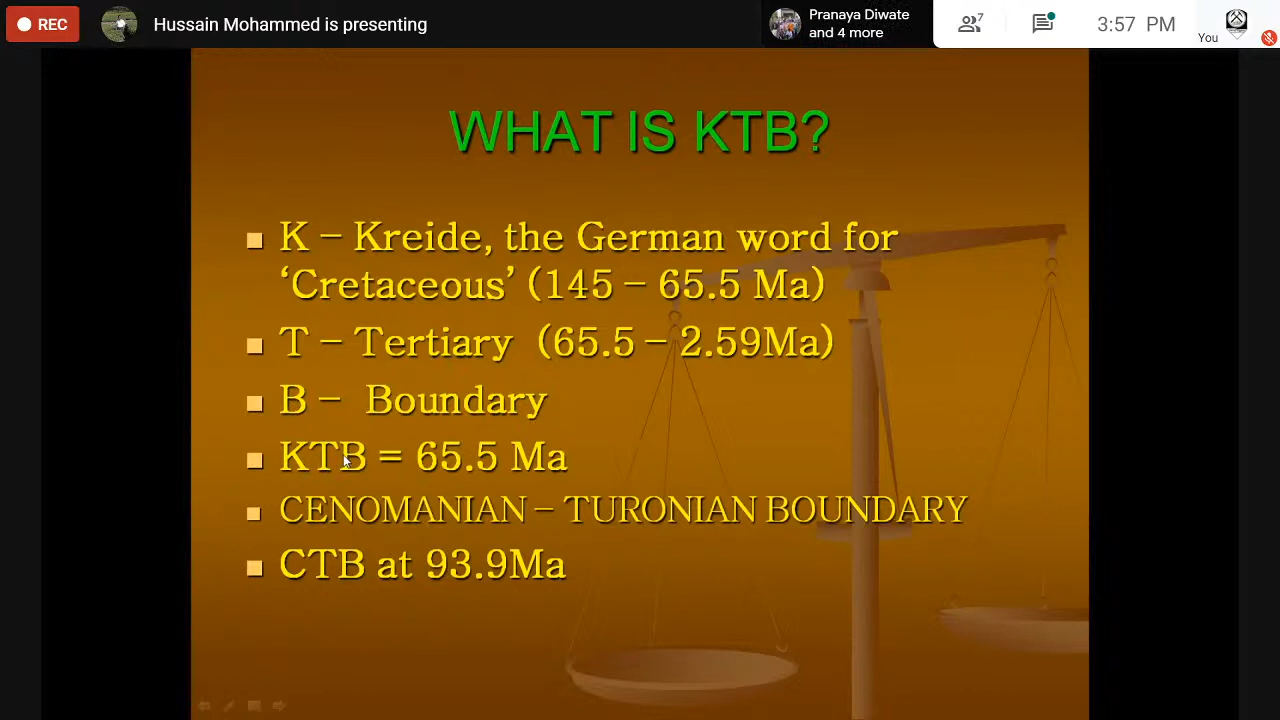 REC
Hussain Mohammed is presenting
Pranaya Diwate
and 4 more
7
3:57 PM
You
WHAT IS KTB?
K – Kreide, the German word for
‘Cretaceous’ (145 – 65.5 Ma)
T – Tertiary (65.5 – 2.59Ma)
B – Boundary
KTB = 65.5 Ma
CENOMANIAN – TURONIAN BOUNDARY
CTB at 93.9Ma